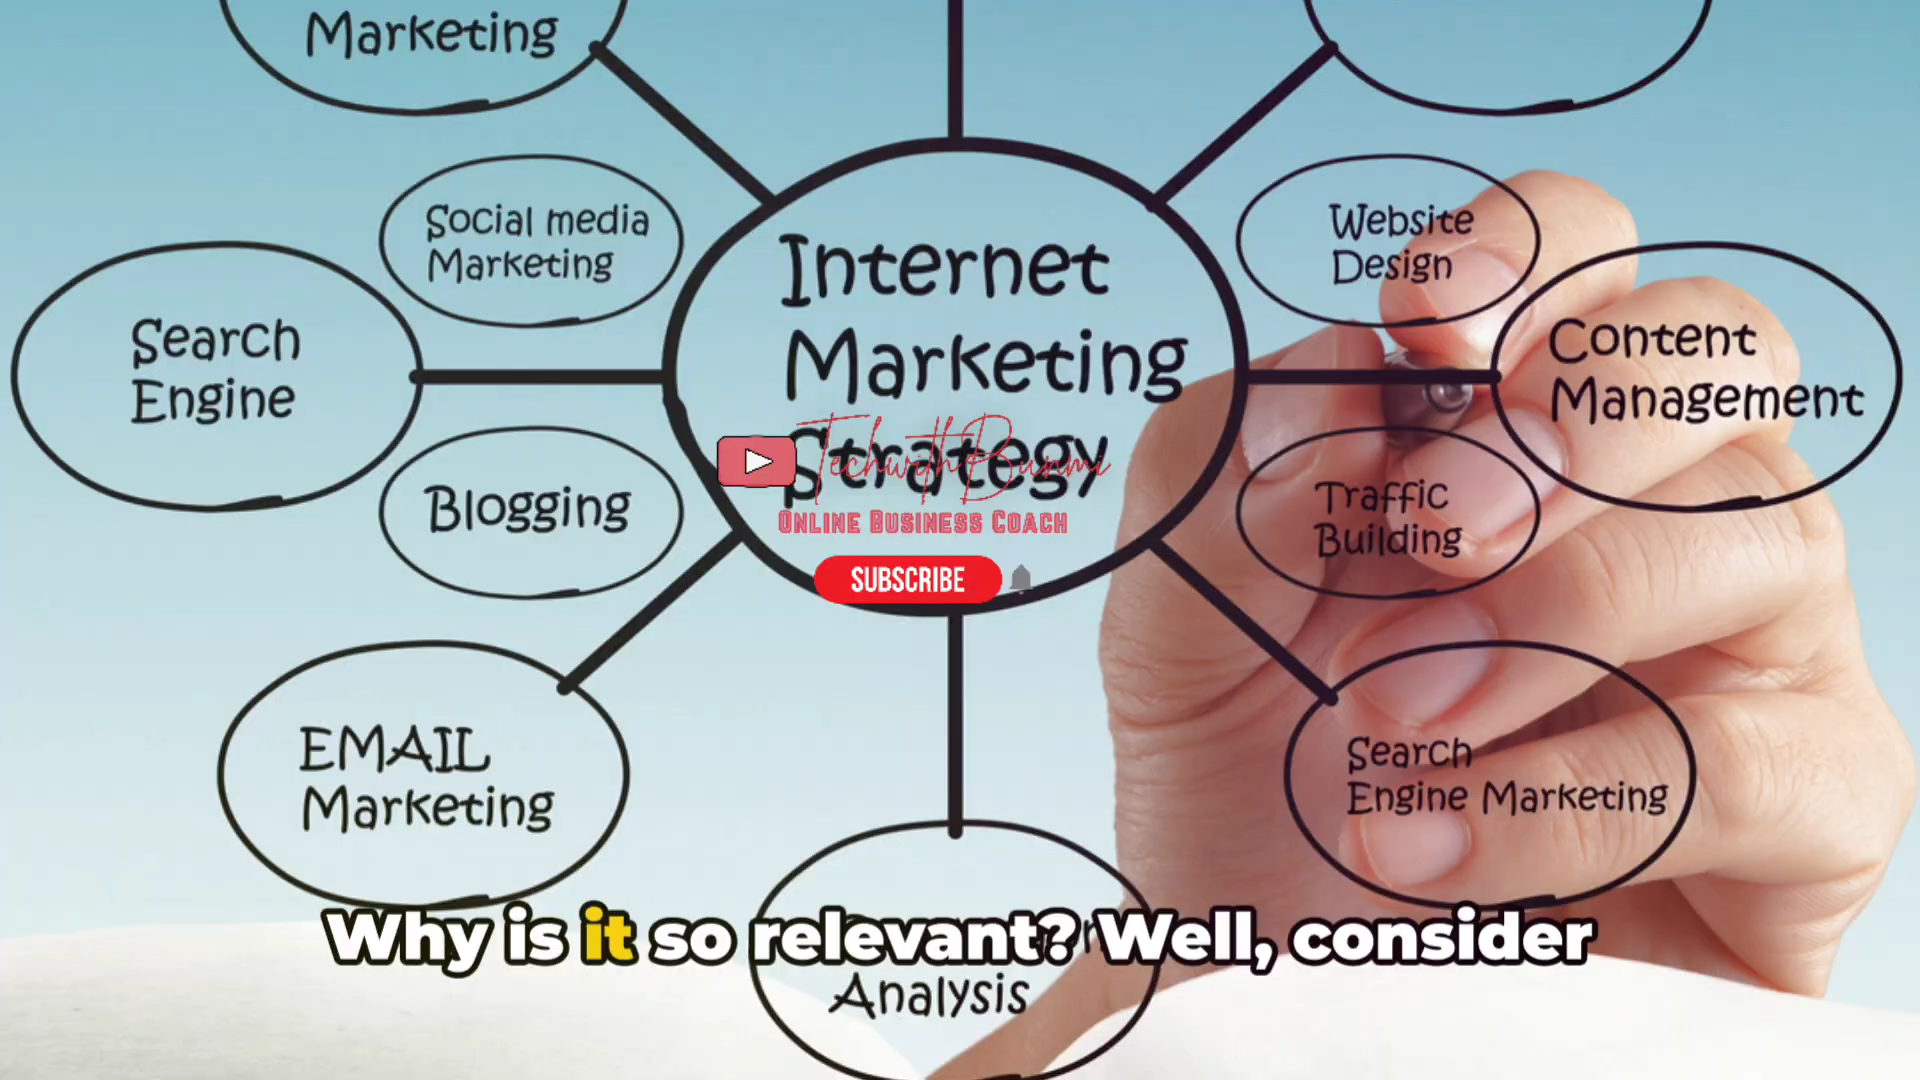 Marketing
Social media
Marketing
Website
Design
Internet
Marketing
Strategy
Search
Engine
Content
Management
TechwithBunmi
Online Business Coach
SUBSCRIBE
Blogging
Traffic
Building
EMAIL
Marketing
Search
Engine Marketing
Why is it so relevant? Well, consider
Analysis